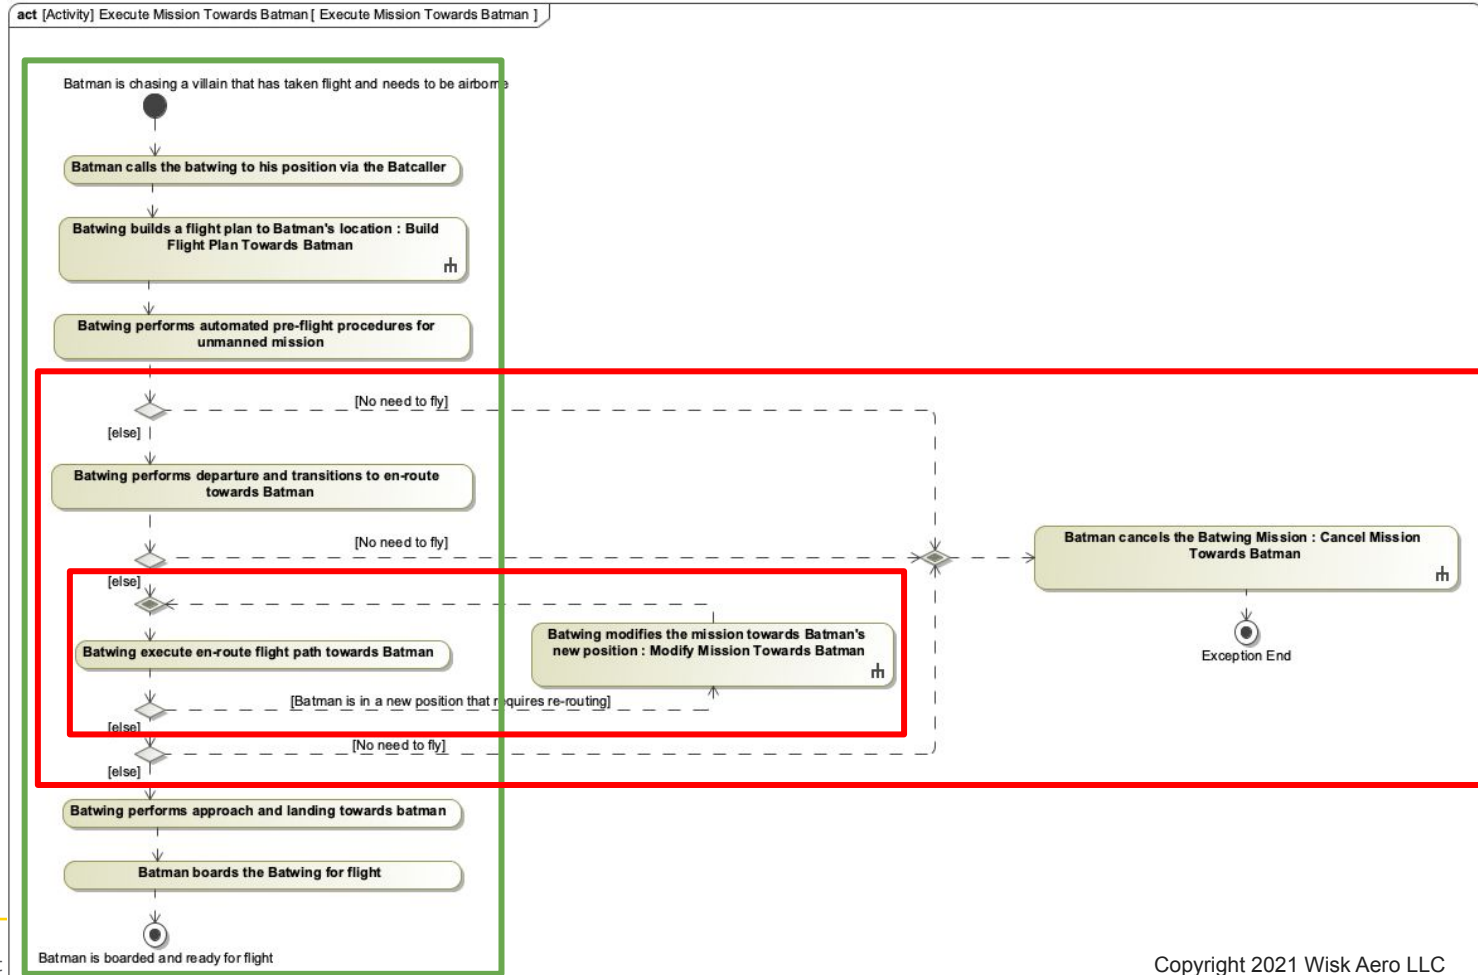 act [Activity] Execute Mission Towards Batman [ Execute Mission Towards Batman ]
Batman is chasing a villain that has taken flight and needs to be airborne
Batman calls the batwing to his position via the Batcaller
Batwing builds a flight plan to Batman's location : Build
Flight Plan Towards Batman
Batwing performs automated pre-flight procedures for
unmanned mission
[No need to fly]
[else]
Batwing performs departure and transitions to en-route
towards Batman
[No need to fly]
Batman cancels the Batwing Mission : Cancel Mission
Towards Batman
[else]
Batwing execute en-route flight path towards Batman
Batwing modifies the mission towards Batman's
new position : Modify Mission Towards Batman
Exception End
[Batman is in a new position that requires re-routing]
[else]
[No need to fly]
[else]
Batwing performs approach and landing towards batman
Batman boards the Batwing for flight
Batman is boarded and ready for flight
Copyright 2021 Wisk Aero LLC